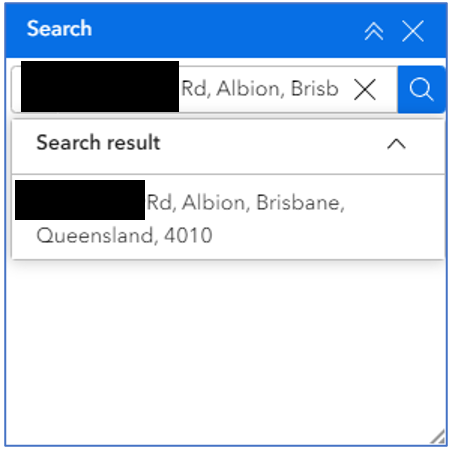 Search
Rd, Albion, Brisb
Search result
Rd, Albion, Brisbane,
Queensland, 4010